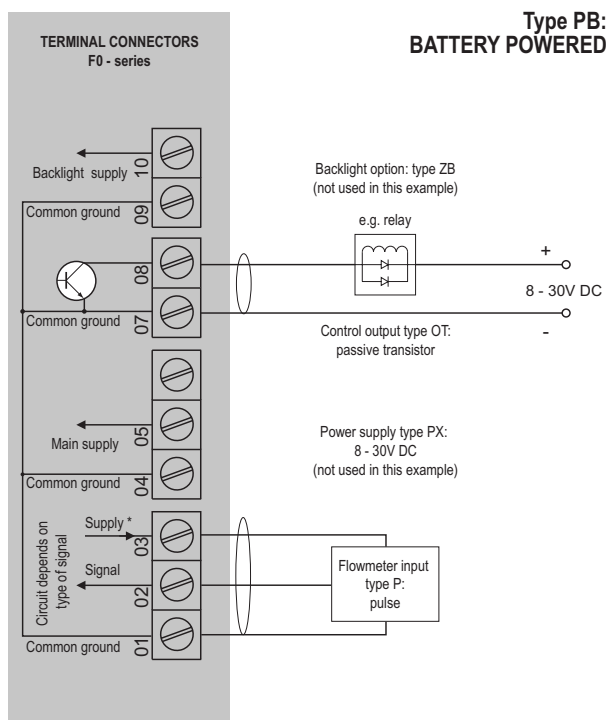 Type PB:
BATTERY POWERED
TERMINAL CONNECTORS
F0 - series
Backlight supply
10
Common ground
09
Backlight option: type ZB
(not used in this example)
e.g. relay
08
+
8 - 30V DC
-
Common ground
07
Control output type OT:
passive transistor
Main supply
05
Common ground
04
Power supply type PX:
8 - 30V DC
(not used in this example)
Circuit depends on
type of signal
Supply *
03
Signal
02
Common ground
01
Flowmeter input
type P:
pulse